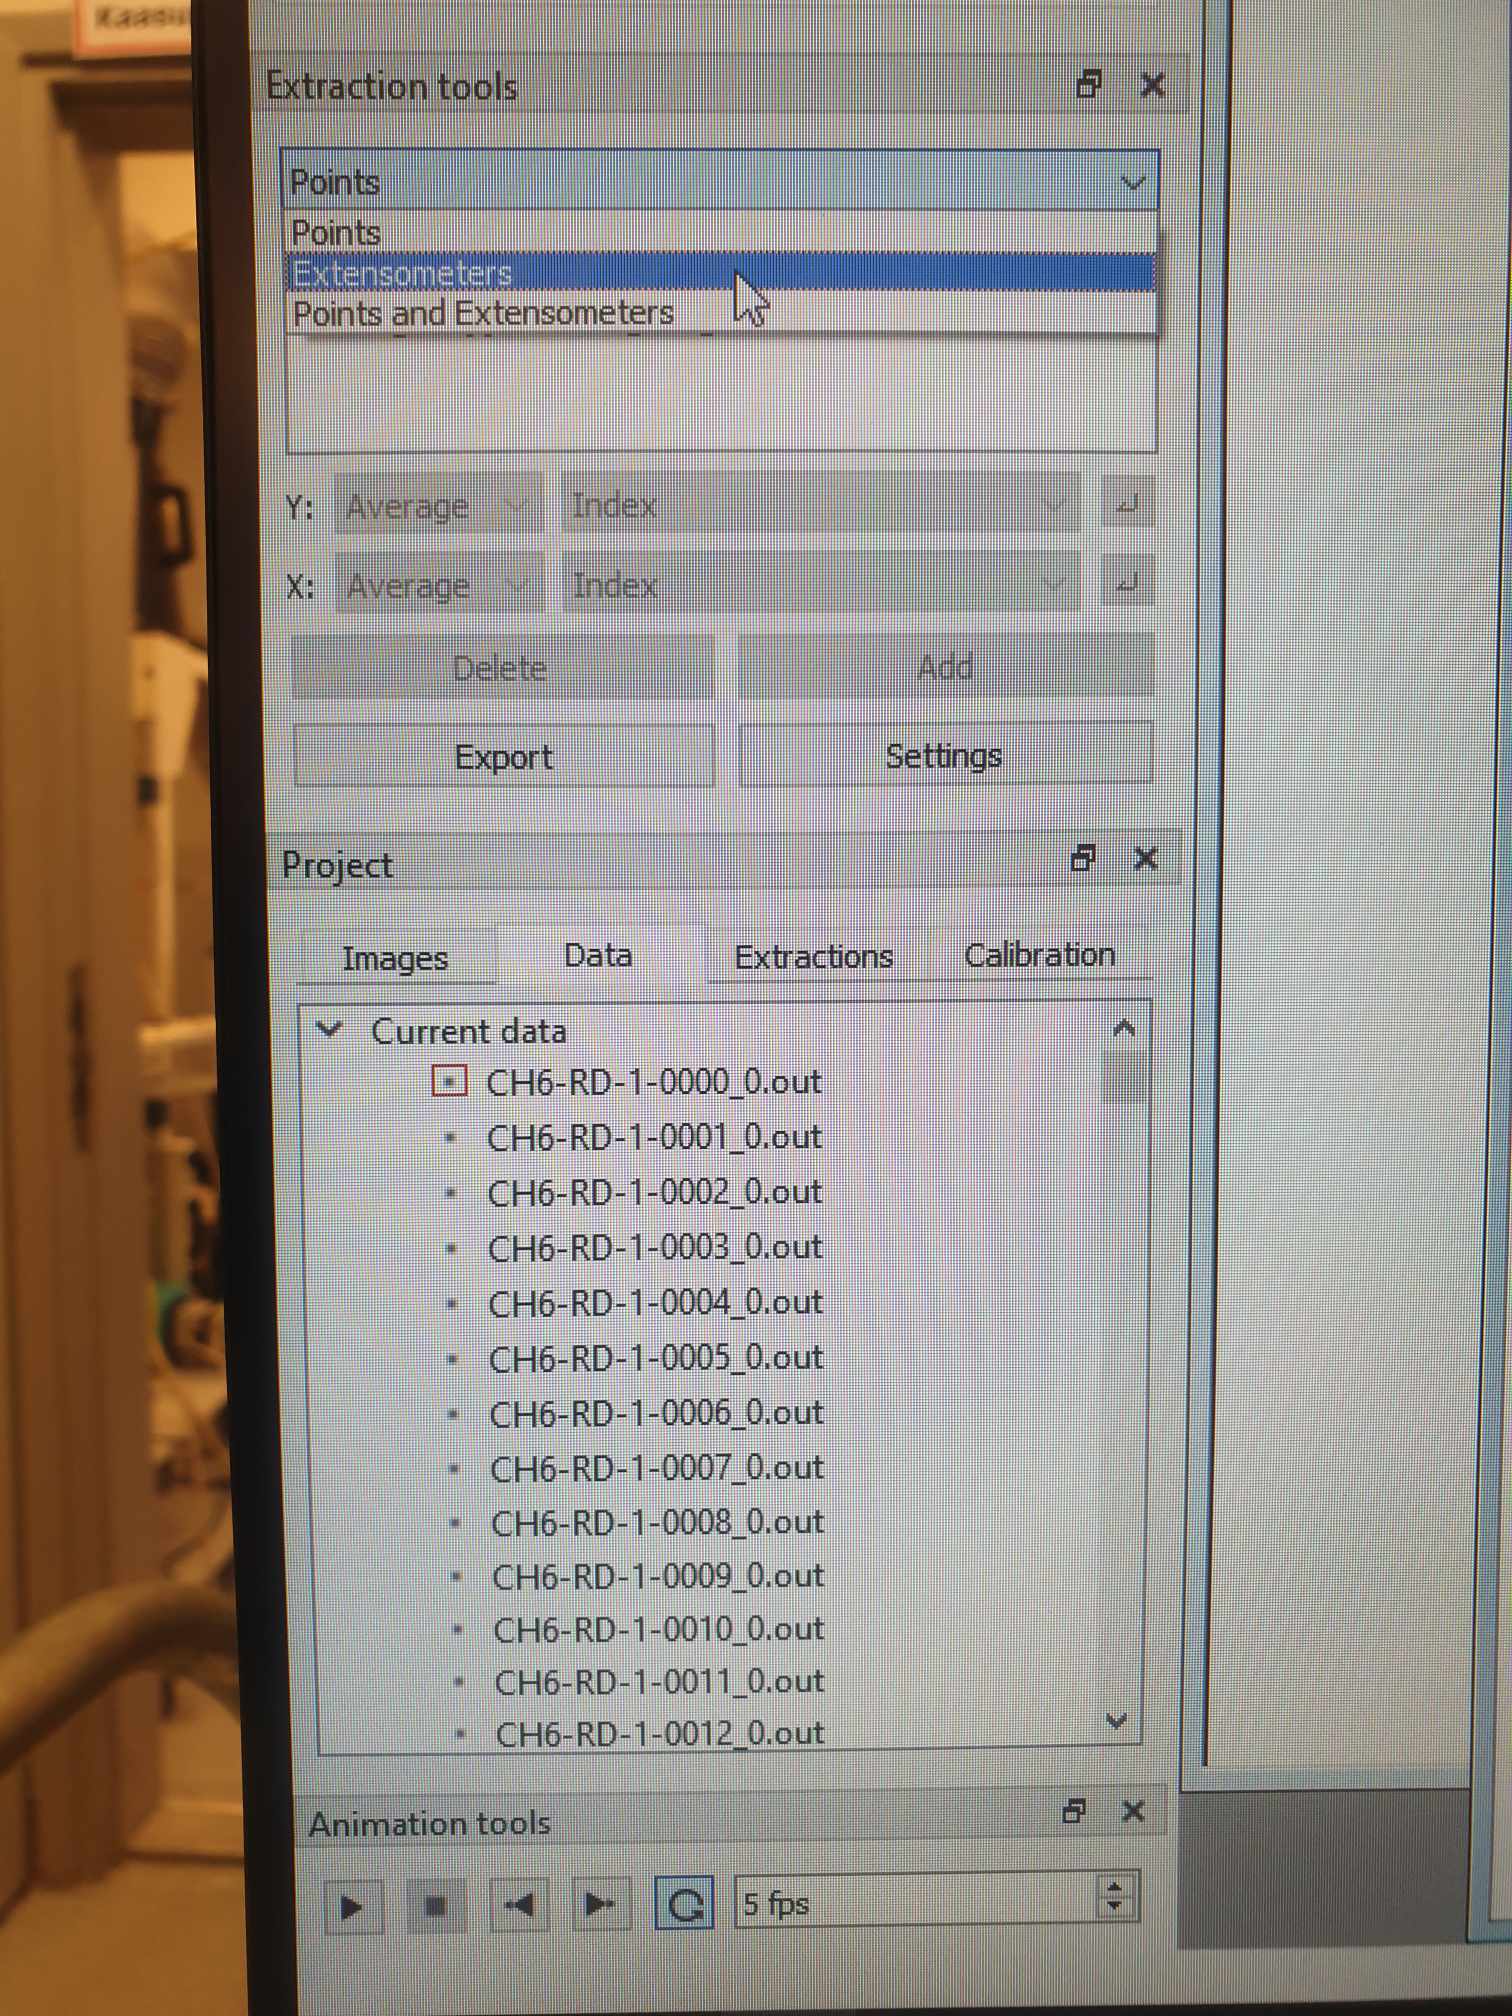 Extraction tools
Points
Points
Extensometers
Points and Extensometers
Y: Average Index
X: Average Index
Delete Add
Export Settings
Project
Images Data Extractions Calibration
Current data
CH6-RD-1-0000_0.out
CH6-RD-1-0001_0.out
CH6-RD-1-0002_0.out
CH6-RD-1-0003_0.out
CH6-RD-1-0004_0.out
CH6-RD-1-0005_0.out
CH6-RD-1-0006_0.out
CH6-RD-1-0007_0.out
CH6-RD-1-0008_0.out
CH6-RD-1-0009_0.out
CH6-RD-1-0010_0.out
CH6-RD-1-0011_0.out
CH6-RD-1-0012_0.out
Animation tools
5 fps